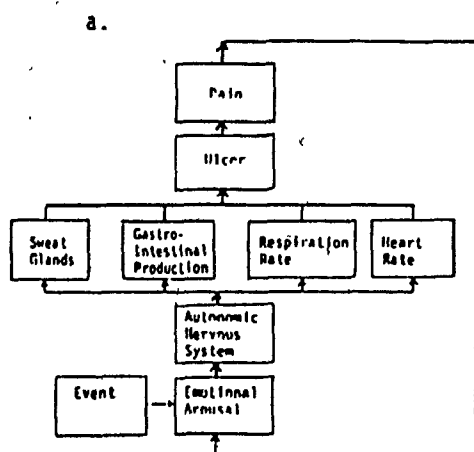 a.
Pain
Ulcer
Sweat
Glands
Gastro-
Intestinal
Production
Respiration
Rate
Heart
Rate
Autonomic
Nervous
System
Event
Emotional
Arousal